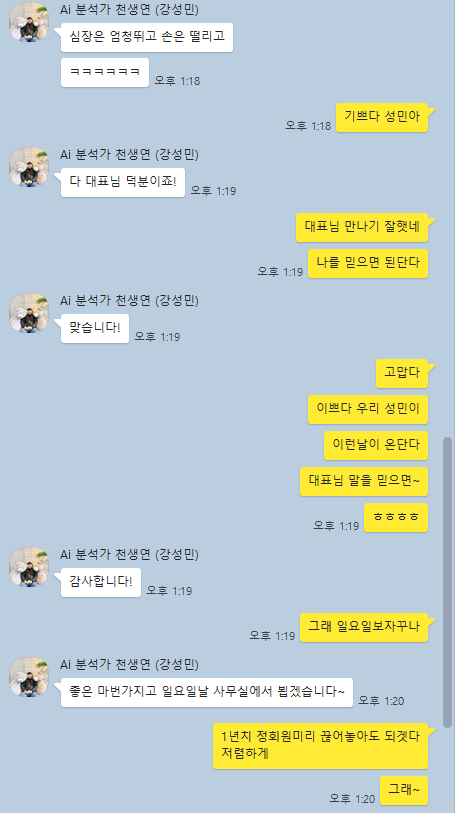 Ai 분석가 천생연 (강성민)
심장은 엄청뛰고 손은 떨리고
ㅋㅋㅋㅋㅋㅋ
오후 1:18
기쁘다 성민아
오후 1:18
Ai 분석가 천생연 (강성민)
다 대표님 덕분이죠!
오후 1:19
대표님 만나기 잘했네
나를 믿으면 된단다
오후 1:19
Ai 분석가 천생연 (강성민)
맞습니다!
오후 1:19
고맙다
이쁘다 우리 성민이
이런날이 온단다
대표님 말을 믿으면~
ㅎㅎㅎㅎ
오후 1:19
Ai 분석가 천생연 (강성민)
감사합니다!
오후 1:19
그래 일요일보자꾸나
오후 1:19
Ai 분석가 천생연 (강성민)
좋은 마번가지고 일요일날 사무실에서 뵙겠습니다~
오후 1:20
1년치 정회원미리 끊어놓아도 되겟다
저렴하게
그래~
오후 1:20